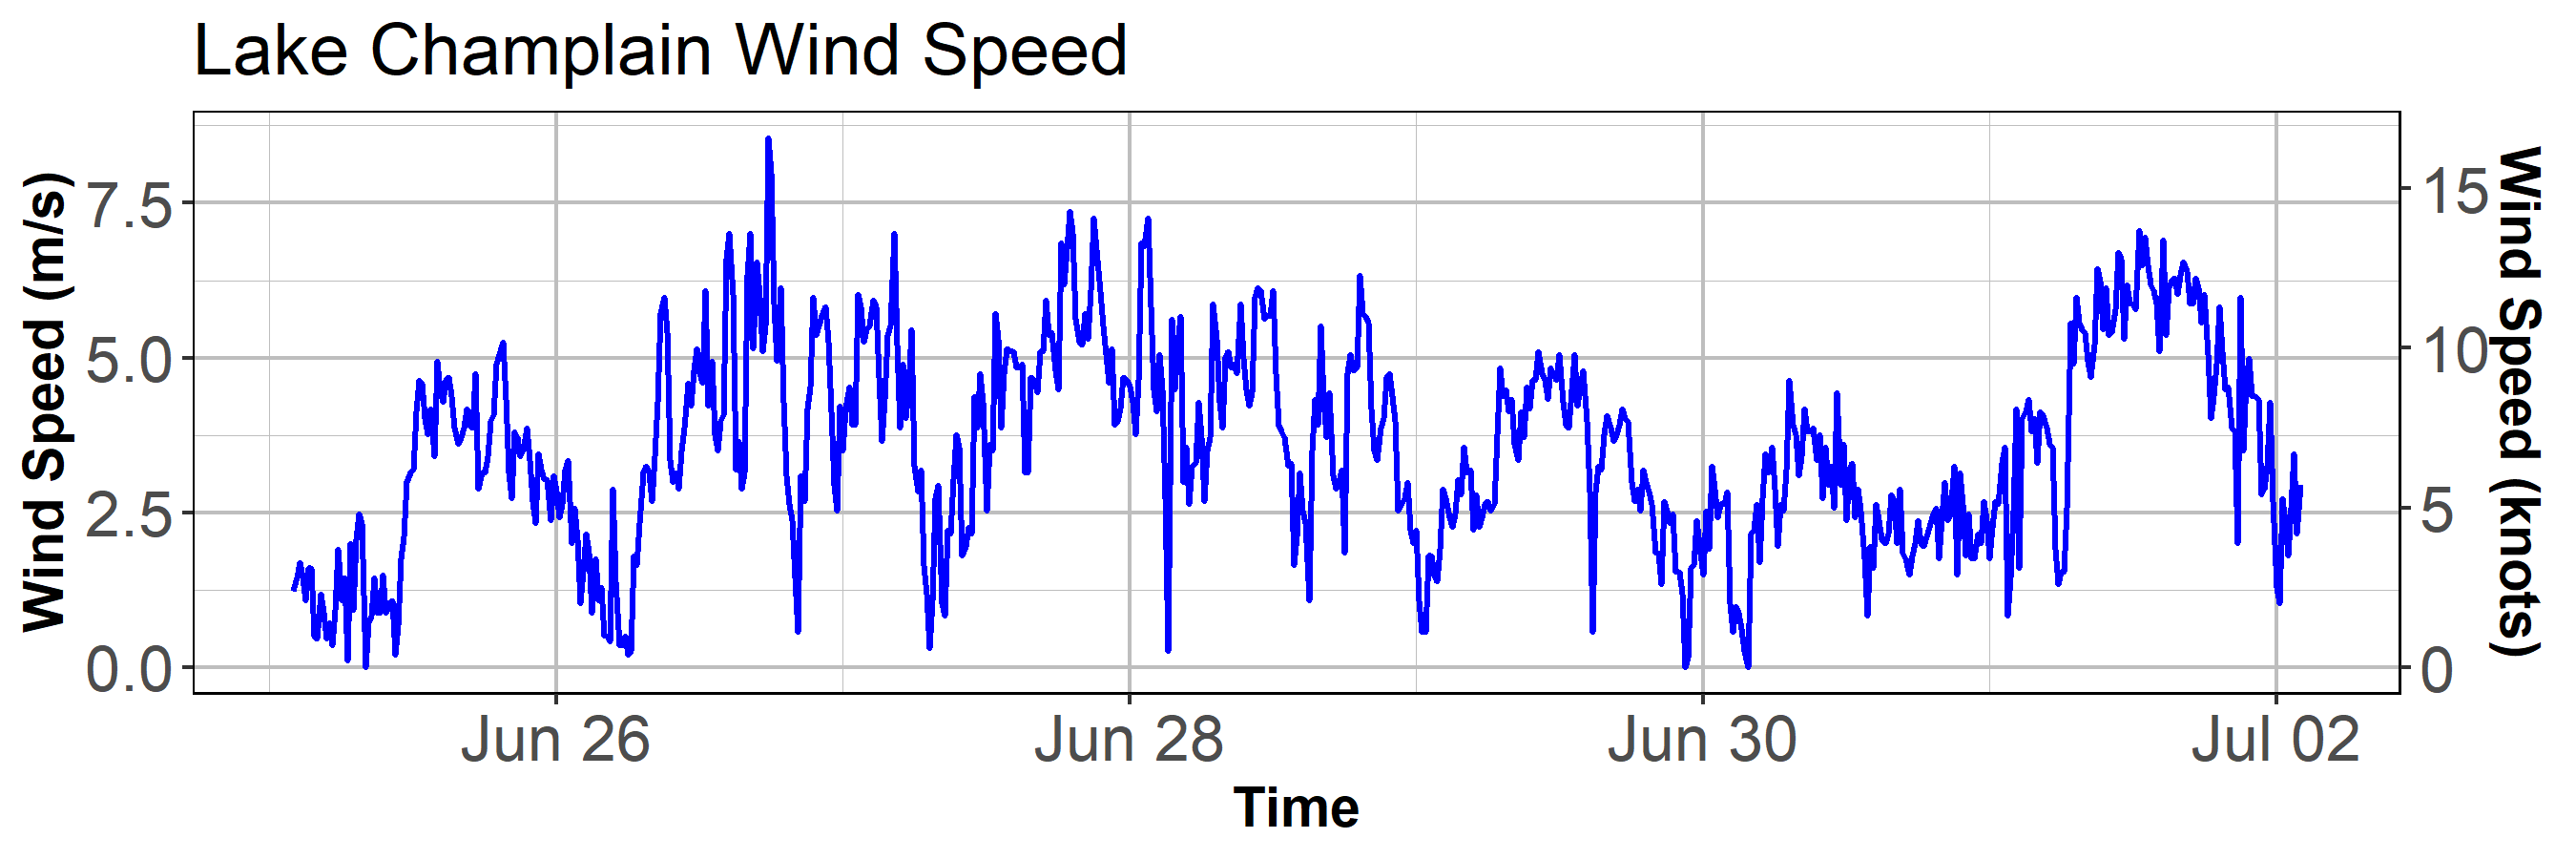 Lake Champlain Wind Speed
Wind Speed (m/s)
7.5
5.0
2.5
0.0
15
10
5
0
Wind Speed (knots)
Jun 26
Jun 28
Jun 30
Jul 02
Time